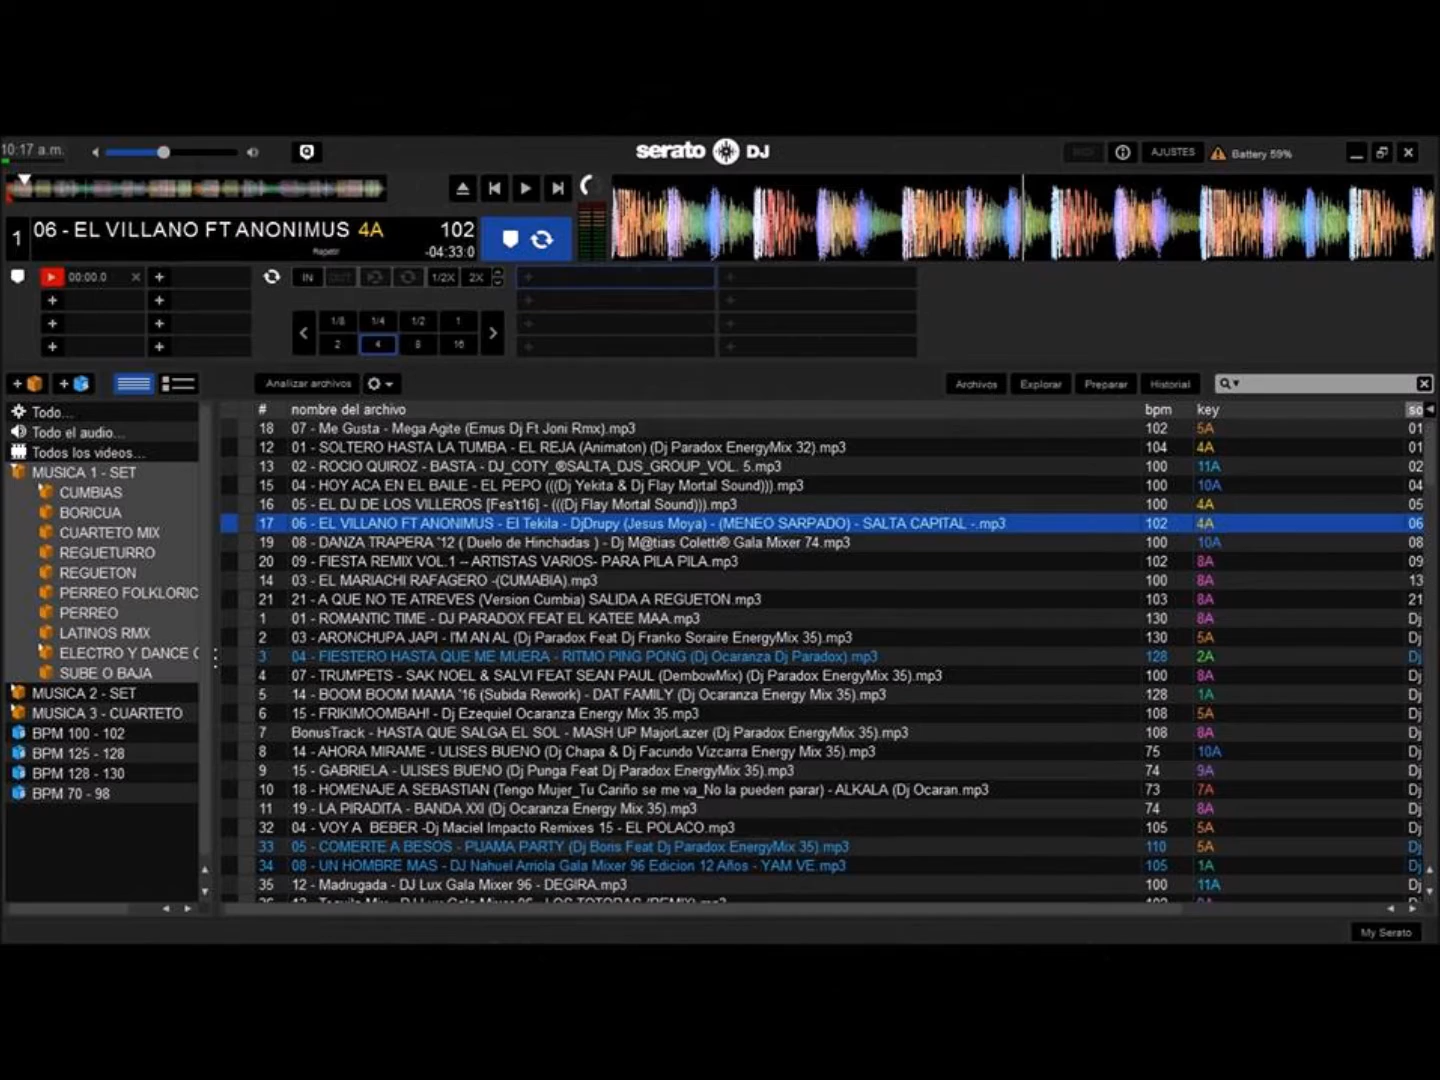 10:17 a.m.
serato DJ
AJUSTES
Battery 59%
1
06 - EL VILLANO FT ANONIMUS 4A
102
Repetir
-04:33:0
00:00.0
IN
OUT
1/2X
2X
1/8 1/4 1/2 1
2 4 8 16
Analizar archivos
Archivos
Explorar
Preparar
Historial
Todo...
Todo el audio...
Todos los videos...
MUSICA 1 - SET
CUMBIAS
BORICUA
CUARTETO MIX
REGUETURRO
REGUETON
PERREO FOLKLORIC
PERREO
LATINOS RMX
ELECTRO Y DANCE
SUBE O BAJA
MUSICA 2 - SET
MUSICA 3 - CUARTETO
BPM 100 - 102
BPM 125 - 128
BPM 128 - 130
BPM 70 - 98
# nombre del archivo bpm key so
18 07 - Me Gusta - Mega Agite (Emus Dj Ft Joni Rmx).mp3 102 5A 01
12 01 - SOLTERO HASTA LA TUMBA - EL REJA (Animaton) (Dj Paradox EnergyMix 32).mp3 104 4A 01
13 02 - ROCIO QUIROZ - BASTA - DJ_COTY_®SALTA_DJS_GROUP_VOL. 5.mp3 100 11A 02
15 04 - HOY ACA EN EL BAILE - EL PEPO (((Dj Yekita & Dj Flay Mortal Sound))).mp3 100 10A 04
16 05 - EL DJ DE LOS VILLEROS [Fes't16] - (((Dj Flay Mortal Sound))).mp3 100 4A 05
17 06 - EL VILLANO FT ANONIMUS - El Tekila - DjDrupy (Jesus Moya) - (MENEO SARPADO) - SALTA CAPITAL -.mp3 102 4A 06
19 08 - DANZA TRAPERA '12 ( Duelo de Hinchadas ) - Dj M@tias Coletti® Gala Mixer 74.mp3 100 10A 08
20 09 - FIESTA REMIX VOL.1 -- ARTISTAS VARIOS- PARA PILA PILA.mp3 102 8A 09
14 03 - EL MARIACHI RAFAGERO -(CUMABIA).mp3 100 8A 13
21 21 - A QUE NO TE ATREVES (Version Cumbia) SALIDA A REGUETON.mp3 103 8A 21
1 01 - ROMANTIC TIME - DJ PARADOX FEAT EL KATEE MAA.mp3 130 8A Dj
2 03 - ARONCHUPA JAPI - I'M AN AL (Dj Paradox Feat Dj Franko Soraire EnergyMix 35).mp3 130 5A Dj
3 04 - FIESTERO HASTA QUE ME MUERA - RITMO PING PONG (Dj Ocaranza Dj Paradox).mp3 128 2A Dj
4 07 - TRUMPETS - SAK NOEL & SALVI FEAT SEAN PAUL (DembowMix) (Dj Paradox EnergyMix 35).mp3 100 8A Dj
5 14 - BOOM BOOM MAMA '16 (Subida Rework) - DAT FAMILY (Dj Ocaranza Energy Mix 35).mp3 128 1A Dj
6 15 - FRIKIMOOMBAH! - Dj Ezequiel Ocaranza Energy Mix 35.mp3 108 5A Dj
7 BonusTrack - HASTA QUE SALGA EL SOL - MASH UP MajorLazer (Dj Paradox EnergyMix 35).mp3 108 8A Dj
8 14 - AHORA MIRAME - ULISES BUENO (Dj Chapa & Dj Facundo Vizcarra Energy Mix 35).mp3 75 10A Dj
9 15 - GABRIELA - ULISES BUENO (Dj Punga Feat Dj Paradox EnergyMix 35).mp3 74 9A Dj
10 18 - HOMENAJE A SEBASTIAN (Tengo Mujer_Tu Cariño se me va_No la pueden parar) - ALKALA (Dj Ocaran.mp3 73 7A Dj
11 19 - LA PIRADITA - BANDA XXI (Dj Ocaranza Energy Mix 35).mp3 74 8A Dj
32 04 - VOY A BEBER -Dj Maciel Impacto Remixes 15 - EL POLACO.mp3 105 5A Dj
33 05 - COMERTE A BESOS - PIJAMA PARTY (Dj Boris Feat Dj Paradox EnergyMix 35).mp3 110 5A Dj
34 08 - UN HOMBRE MAS - DJ Nahuel Arriola Gala Mixer 96 Edicion 12 Años - YAM VE.mp3 105 1A Dj
35 12 - Madrugada - DJ Lux Gala Mixer 96 - DEGIRA.mp3 100 11A Dj
My Serato